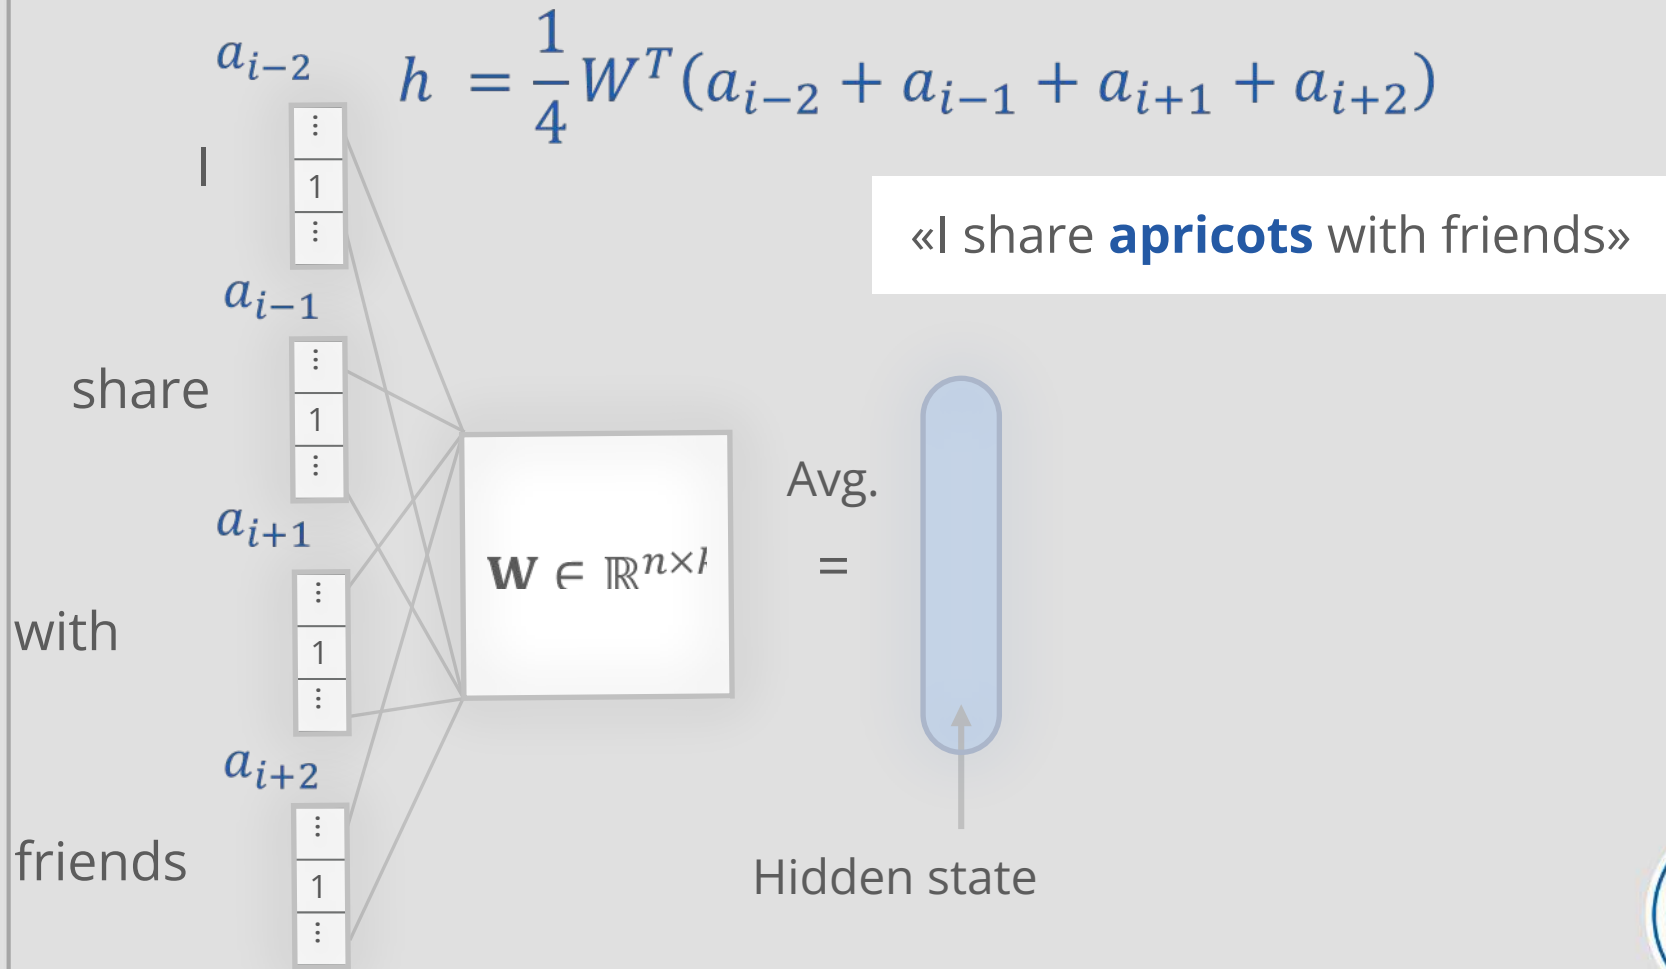 a_{i-2}
h = \frac{1}{4} W^T (a_{i-2} + a_{i-1} + a_{i+1} + a_{i+2})
⋮
I
1
⋮
«I share apricots with friends»
a_{i-1}
⋮
share
1
⋮
Avg.
a_{i+1}
W ∈ ℝ^{n×
=
⋮
with
1
⋮
a_{i+2}
⋮
friends
1
⋮
Hidden state